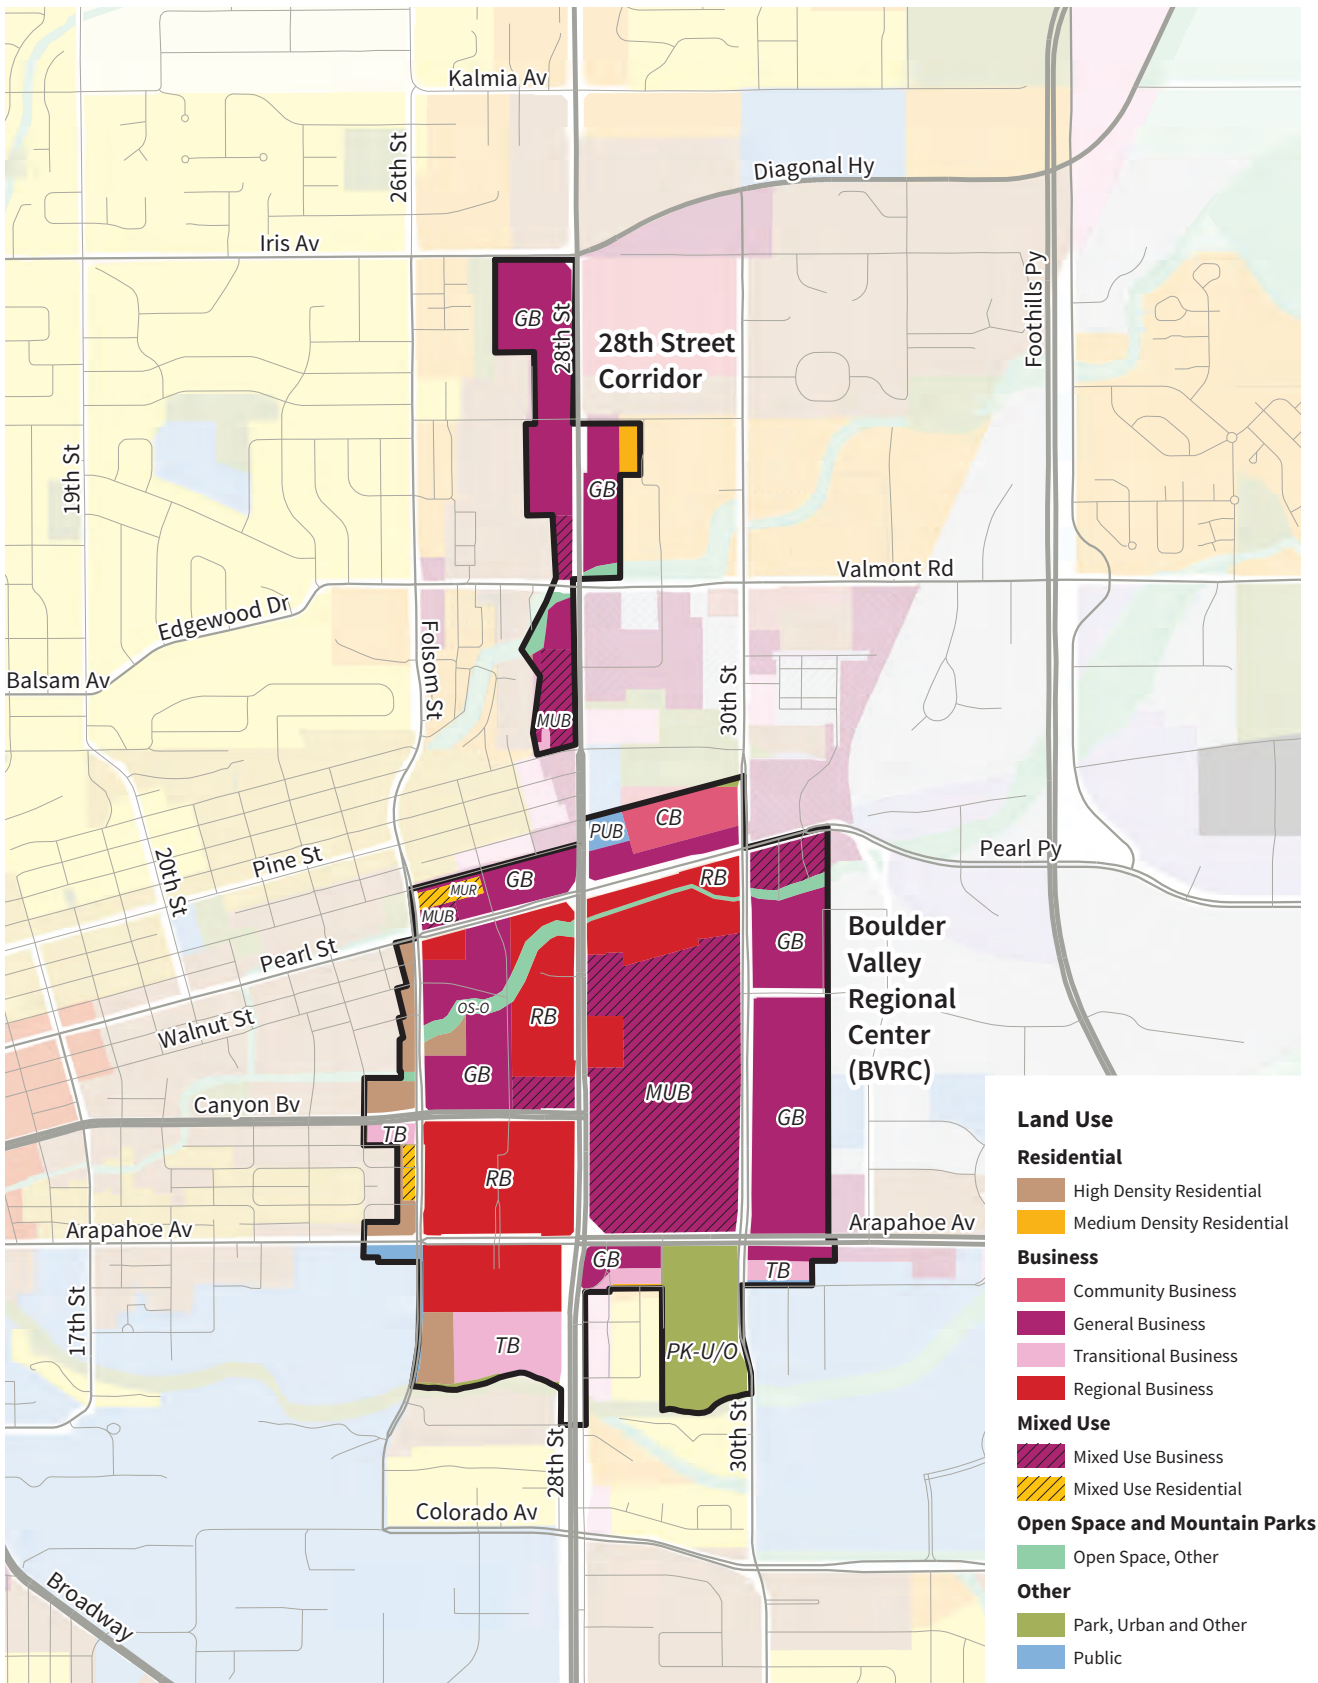 Kalmia Av
26th St
Diagonal Hy
Iris Av
Foothills Py
GB
28th St
28th Street
Corridor
19th St
GB
Valmont Rd
Edgewood Dr
Folsom St
Balsam Av
30th St
MUB
CB
PUB
Pine St
20th St
Pearl Py
GB
RB
MUR
MUB
Pearl St
GB
Boulder
Valley
Regional
Center
(BVRC)
OS-O
RB
Walnut St
GB
MUB
Canyon Bv
GB
TB
RB
Arapahoe Av
Arapahoe Av
GB
TB
17th St
TB
PK-U/O
30th St
28th St
Colorado Av
Broadway
Land Use
Residential
High Density Residential
Medium Density Residential
Business
Community Business
General Business
Transitional Business
Regional Business
Mixed Use
Mixed Use Business
Mixed Use Residential
Open Space and Mountain Parks
Open Space, Other
Other
Park, Urban and Other
Public